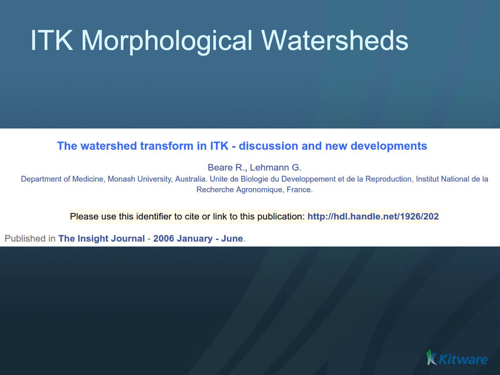 ITK Morphological Watersheds
The watershed transform in ITK - discussion and new developments
Beare R., Lehmann G.
Department of Medicine, Monash University, Australia. Unite de Biologie du Developpement et de la Reproduction, Institut National de la
Recherche Agronomique, France.
Please use this identifier to cite or link to this publication: http://hdl.handle.net/1926/202
Published in The Insight Journal - 2006 January - June.
Kitware